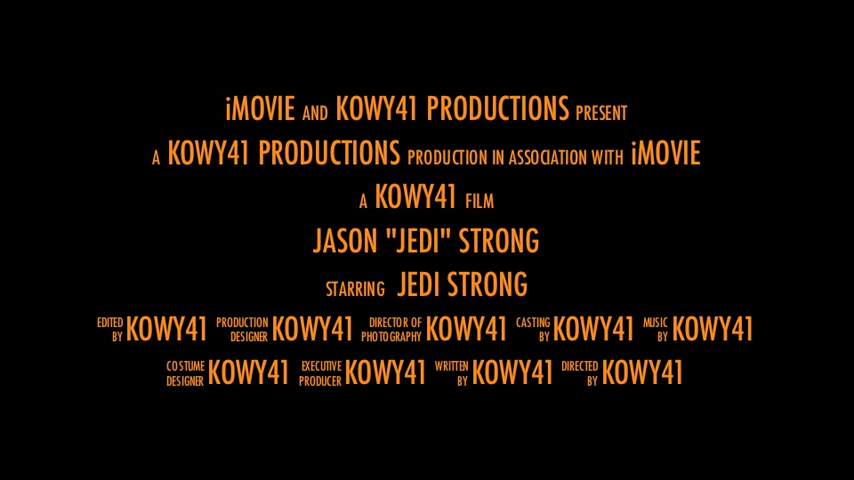 iMOVIE AND KOWY41 PRODUCTIONS PRESENT
A KOWY41 PRODUCTIONS PRODUCTION IN ASSOCIATION WITH iMOVIE
A KOWY41 FILM
JASON "JEDI" STRONG
STARRING JEDI STRONG
EDITED BY KOWY41 PRODUCTION DESIGNER KOWY41 DIRECTOR OF PHOTOGRAPHY KOWY41 CASTING BY KOWY41 MUSIC BY KOWY41
COSTUME DESIGNER KOWY41 EXECUTIVE PRODUCER KOWY41 WRITTEN BY KOWY41 DIRECTED BY KOWY41